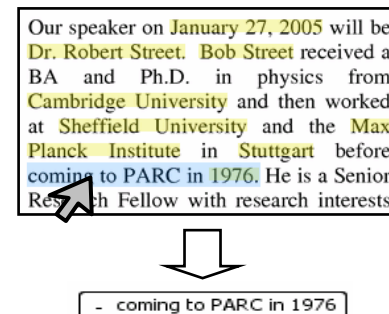 Our speaker on January 27, 2005 will be
Dr. Robert Street. Bob Street received a
BA and Ph.D. in physics from
Cambridge University and then worked
at Sheffield University and the Max
Planck Institute in Stuttgart before
coming to PARC in 1976. He is a Senior
Research Fellow with research interests
- coming to PARC in 1976